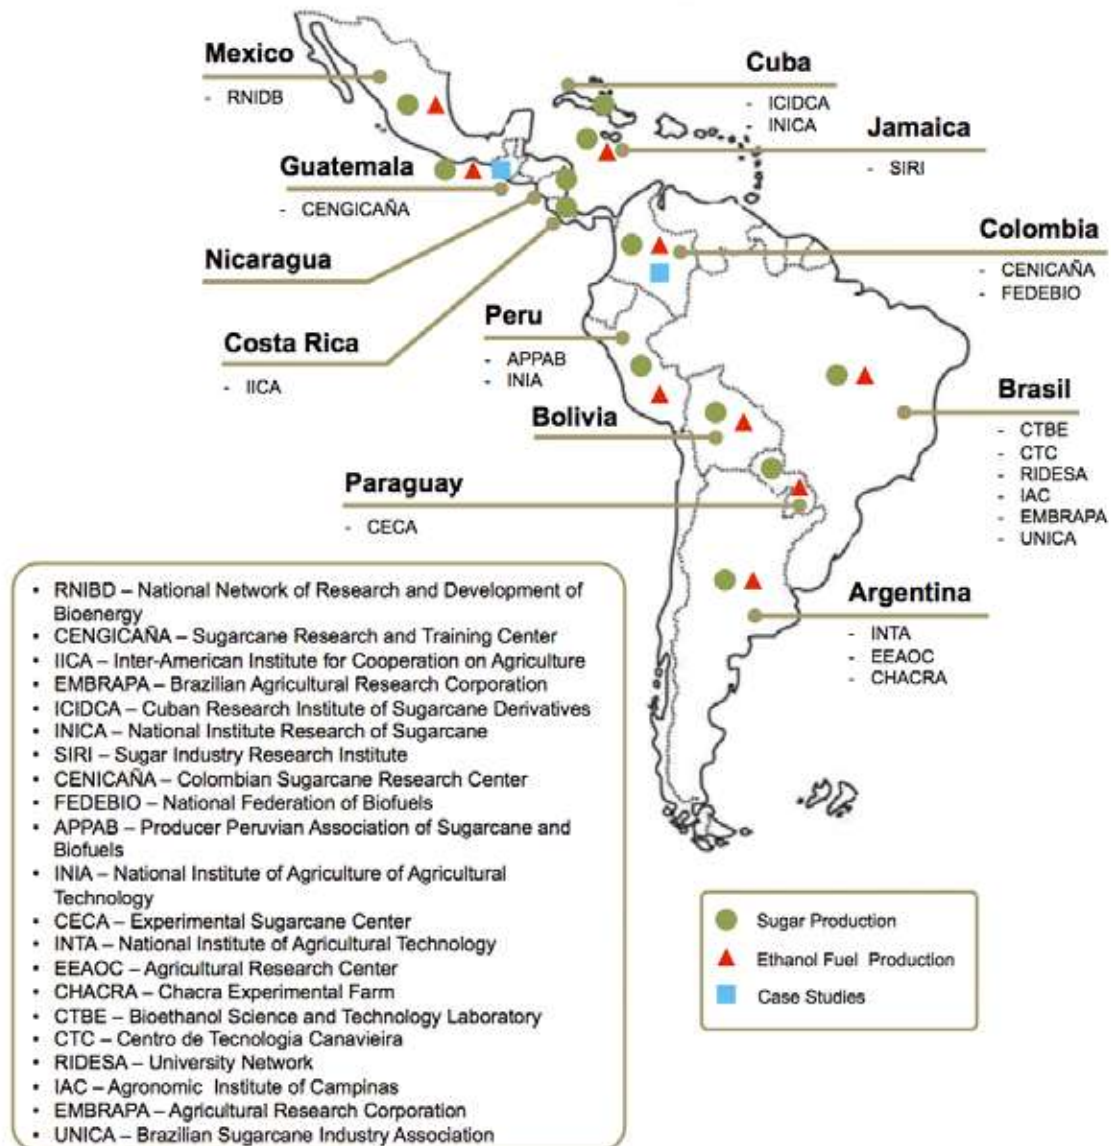 Mexico
- RNIDB
Cuba
- ICIDCA
- INICA
Jamaica
- SIRI
Guatemala
- CENGICAÑA
Nicaragua
Colombia
- CENICAÑA
- FEDEBIO
Costa Rica
- IICA
Peru
- APPAB
- INIA
Bolivia
Brasil
- CTBE
- CTC
- RIDESA
- IAC
- EMBRAPA
- UNICA
Paraguay
- CECA
Argentina
- INTA
- EEAOC
- CHACRA
• RNIBD – National Network of Research and Development of
Bioenergy
• CENGICAÑA – Sugarcane Research and Training Center
• IICA – Inter-American Institute for Cooperation on Agriculture
• EMBRAPA – Brazilian Agricultural Research Corporation
• ICIDCA – Cuban Research Institute of Sugarcane Derivatives
• INICA – National Institute Research of Sugarcane
• SIRI – Sugar Industry Research Institute
• CENICAÑA – Colombian Sugarcane Research Center
• FEDEBIO – National Federation of Biofuels
• APPAB – Producer Peruvian Association of Sugarcane and
Biofuels
• INIA – National Institute of Agriculture of Agricultural
Technology
• CECA – Experimental Sugarcane Center
• INTA – National Institute of Agricultural Technology
• EEAOC – Agricultural Research Center
• CHACRA – Chacra Experimental Farm
• CTBE – Bioethanol Science and Technology Laboratory
• CTC – Centro de Tecnologia Canavieira
• RIDESA – University Network
• IAC – Agronomic Institute of Campinas
• EMBRAPA – Agricultural Research Corporation
• UNICA – Brazilian Sugarcane Industry Association
Sugar Production
Ethanol Fuel Production
Case Studies